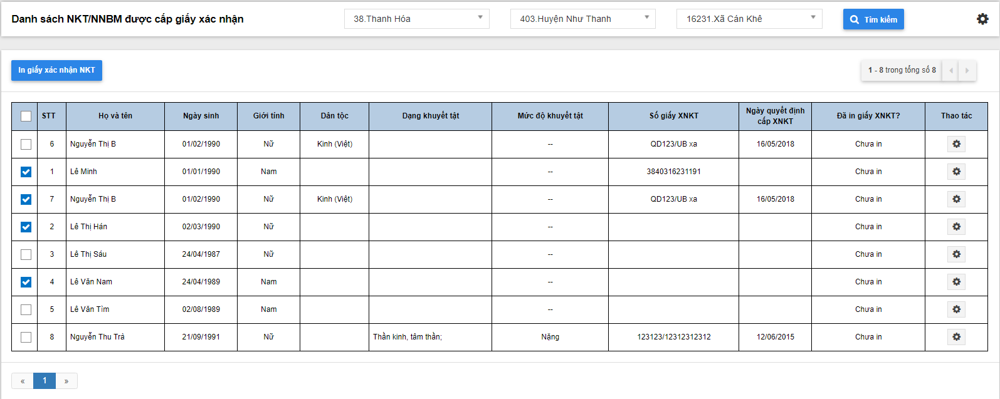 Danh sách NKT/NNBM được cấp giấy xác nhận
38.Thanh Hóa
403.Huyện Như Thanh
16231.Xã Cán Khê
Tìm kiếm
In giấy xác nhận NKT
1 - 8 trong tổng số 8
STT Họ và tên Ngày sinh Giới tính Dân tộc Dạng khuyết tật Mức độ khuyết tật Số giấy XNKT Ngày quyết định cấp XNKT Đã in giấy XNKT? Thao tác
6 Nguyễn Thị B 01/02/1990 Nữ Kinh (Việt) -- QD123/UB xa 16/05/2018 Chưa in
1 Lê Minh 01/01/1990 Nam -- 3840316231191 Chưa in
7 Nguyễn Thị B 01/02/1990 Nữ Kinh (Việt) -- QD123/UB xa 16/05/2018 Chưa in
2 Lê Thị Hán 02/03/1990 Nữ -- Chưa in
3 Lê Thị Sáu 24/04/1987 Nữ -- Chưa in
4 Lê Văn Nam 24/04/1989 Nam -- Chưa in
5 Lê Văn Tìm 02/08/1989 Nam -- Chưa in
8 Nguyễn Thu Trà 21/09/1991 Nữ Thần kinh, tâm thần; Nặng 123123/12312312312 12/06/2015 Chưa in
« 1 »